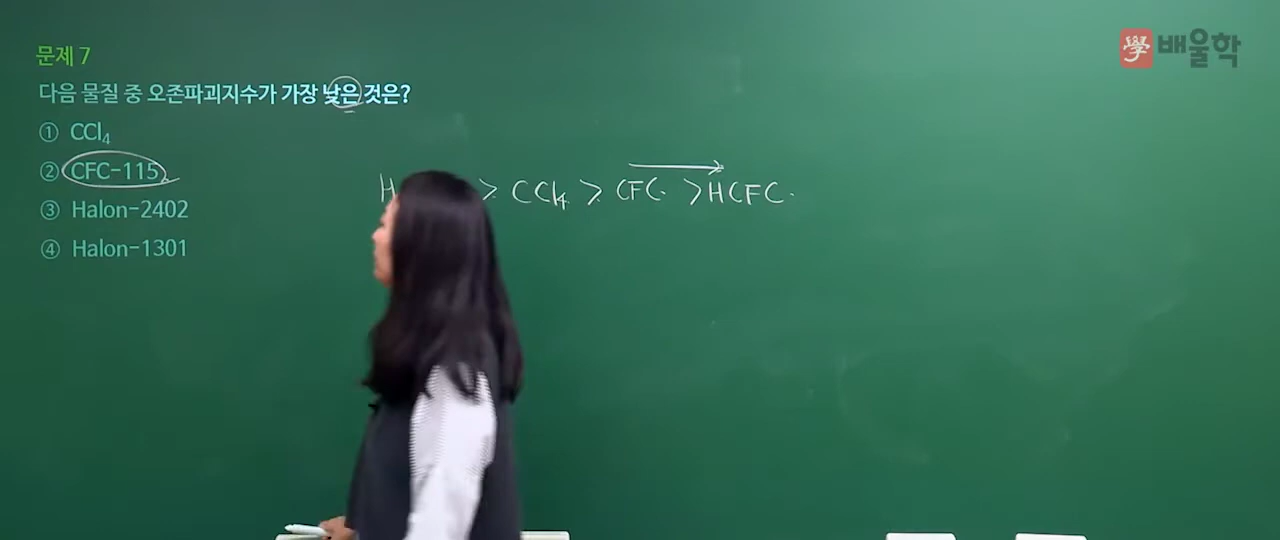 學 배울학
문제 7
다음 물질 중 오존파괴지수가 가장 낮은 것은?
① CCl₄
② CFC-115
③ Halon-2402
④ Halon-1301
H > CCl₄ > CFC. > HCFC.